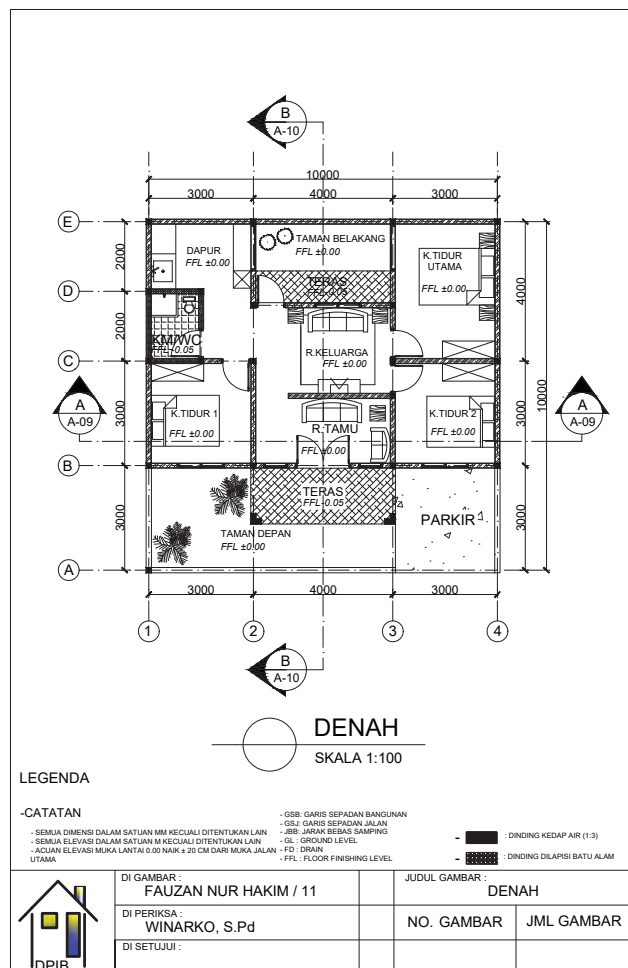 B
A-10
10000
3000 4000 3000
E
D
C
B
A
2000
2000
3000
3000
DAPUR
FFL ±0.00
TAMAN BELAKANG
FFL ±0.00
TERAS
FFL-0.05
K.TIDUR
UTAMA
FFL ±0.00
KM/WC
FFL-0.05
R.KELUARGA
FFL ±0.00
4000
3000
3000
10000
A
A-09
A
A-09
K.TIDUR 1
FFL ±0.00
R.TAMU
FFL ±0.00
K.TIDUR 2
FFL ±0.00
TERAS
FFL-0.05
PARKIR
TAMAN DEPAN
FFL ±0.00
3000 4000 3000
1 2 3 4
B
A-10
DENAH
SKALA 1:100
LEGENDA
-CATATAN
- SEMUA DIMENSI DALAM SATUAN MM KECUALI DITENTUKAN LAIN
- SEMUA ELEVASI DALAM SATUAN M KECUALI DITENTUKAN LAIN
- ACUAN ELEVASI MUKA LANTAI 0.00 NAIK ± 20 CM DARI MUKA JALAN
UTAMA
- GSB: GARIS SEPADAN BANGUNAN
- GSJ: GARIS SEPADAN JALAN
- JBB: JARAK BEBAS SAMPING
- GL : GROUND LEVEL
- FD : DRAIN
- FFL : FLOOR FINISHING LEVEL
- : DINDING KEDAP AIR (1:3)
- : DINDING DILAPISI BATU ALAM
DPIB
DI GAMBAR :
FAUZAN NUR HAKIM / 11
DI PERIKSA :
WINARKO, S.Pd
DI SETUJUI :
JUDUL GAMBAR :
DENAH
NO. GAMBAR JML GAMBAR